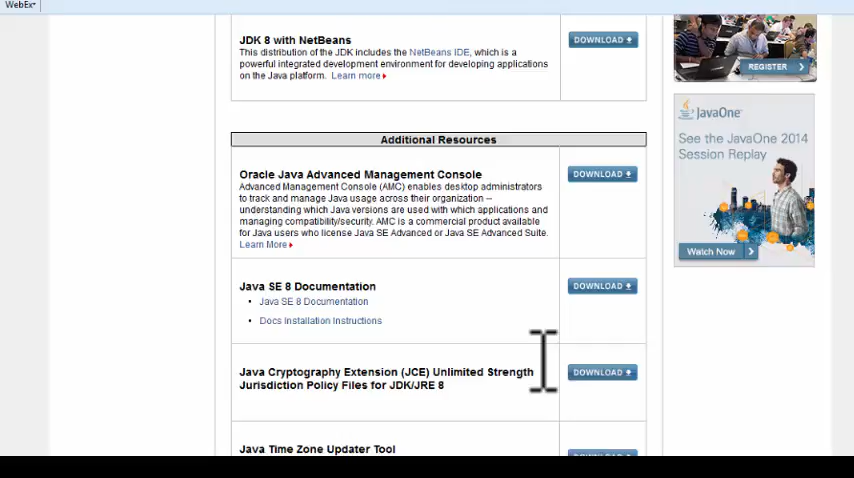 WebEx
JDK 8 with NetBeans
This distribution of the JDK includes the NetBeans IDE, which is a
powerful integrated development environment for developing applications
on the Java platform. Learn more
DOWNLOAD
REGISTER
JavaOne
See the JavaOne 2014
Session Replay
Watch Now
Additional Resources
Oracle Java Advanced Management Console
Advanced Management Console (AMC) enables desktop administrators
to track and manage Java usage across their organization --
understanding which Java versions are used with which applications and
managing compatibility/security. AMC is a commercial product available
for Java users who license Java SE Advanced or Java SE Advanced Suite.
Learn More
DOWNLOAD
Java SE 8 Documentation
• Java SE 8 Documentation
• Docs Installation Instructions
DOWNLOAD
Java Cryptography Extension (JCE) Unlimited Strength
Jurisdiction Policy Files for JDK/JRE 8
DOWNLOAD
Java Time Zone Updater Tool
DOWNLOAD